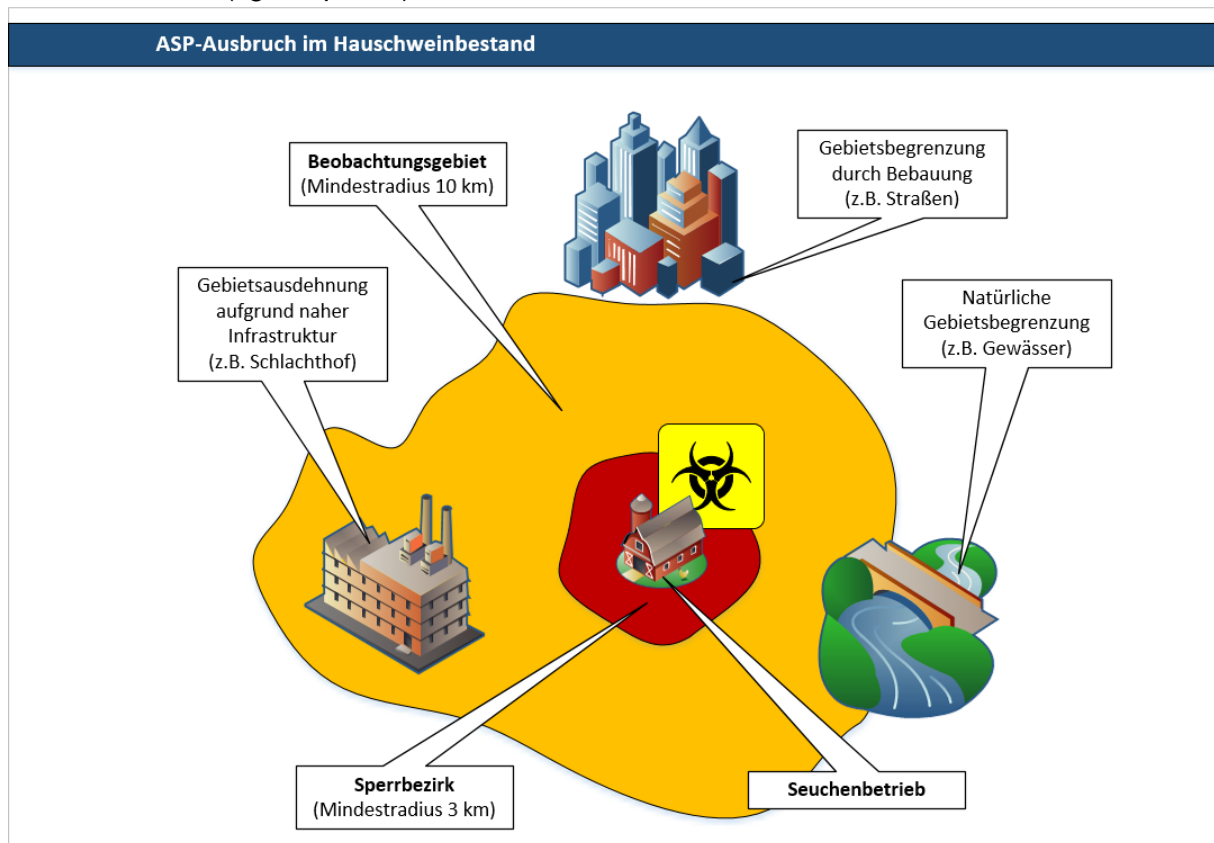 ASP-Ausbruch im Hauschweinbestand
Beobachtungsgebiet
(Mindestradius 10 km)
Gebietsbegrenzung
durch Bebauung
(z.B. Straßen)
Gebietsausdehnung
aufgrund naher
Infrastruktur
(z.B. Schlachthof)
Natürliche
Gebietsbegrenzung
(z.B. Gewässer)
Sperrbezirk
(Mindestradius 3 km)
Seuchenbetrieb